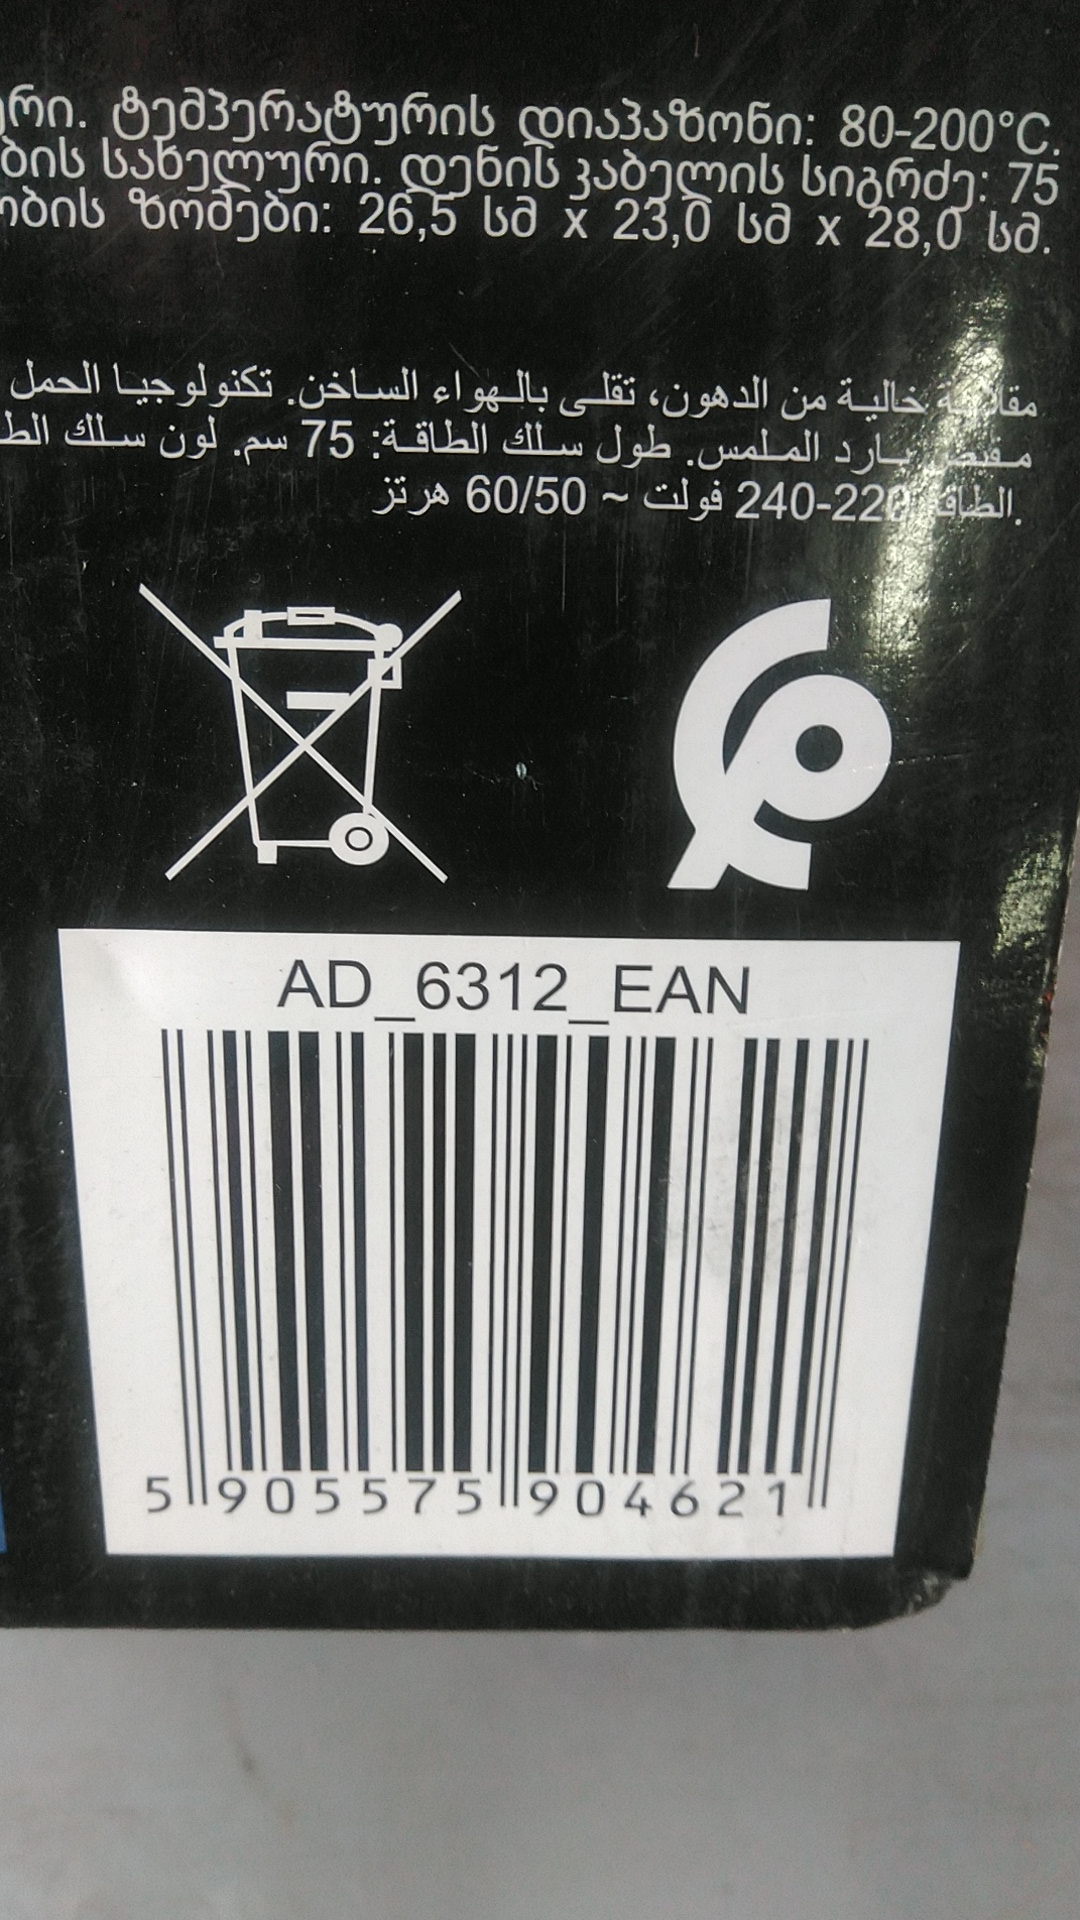 რი. ტემპერატურის დიაპაზონი: 80-200°C.
ბის სახელური. დენის კაბელის სიგრძე: 75
ობის ზომები: 26,5 სმ x 23,0 სმ x 28,0 სმ.
مقلاة خالية من الدهون، تقلى بالهواء الساخن. تكنولوجيا الحمل
مقبض بارد الملمس. طول سلك الطاقة: 75 سم. لون سلك الط
الطاقة 220-240 فولت ~ 60/50 هرتز.
AD_6312_EAN
5 905575 904621